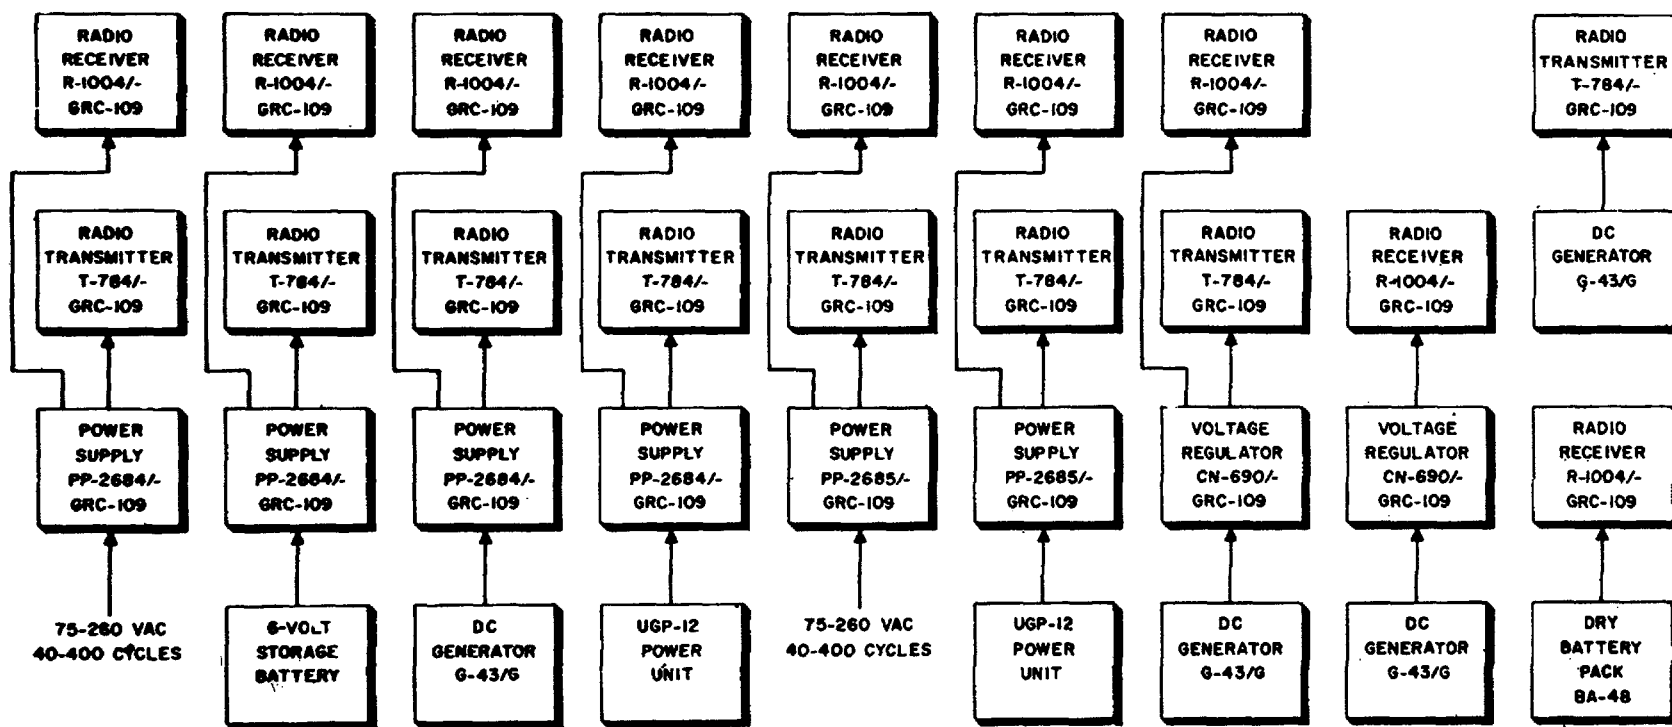 RADIO
RECEIVER
R-1004/-
GRC-109
RADIO
RECEIVER
R-1004/-
GRC-109
RADIO
RECEIVER
R-1004/-
GRC-109
RADIO
RECEIVER
R-1004/-
GRC-109
RADIO
RECEIVER
R-1004/-
GRC-109
RADIO
RECEIVER
R-1004/-
GRC-109
RADIO
RECEIVER
R-1004/-
GRC-109
RADIO
TRANSMITTER
T-784/-
GRC-109
RADIO
TRANSMITTER
T-784/-
GRC-109
RADIO
TRANSMITTER
T-784/-
GRC-109
RADIO
TRANSMITTER
T-784/-
GRC-109
RADIO
TRANSMITTER
T-784/-
GRC-109
RADIO
TRANSMITTER
T-784/-
GRC-109
RADIO
TRANSMITTER
T-784/-
GRC-109
RADIO
TRANSMITTER
T-784/-
GRC-109
RADIO
RECEIVER
R-1004/-
GRC-109
DC
GENERATOR
G-43/G
POWER
SUPPLY
PP-2684/-
GRC-109
POWER
SUPPLY
PP-2684/-
GRC-109
POWER
SUPPLY
PP-2684/-
GRC-109
POWER
SUPPLY
PP-2684/-
GRC-109
POWER
SUPPLY
PP-2685/-
GRC-109
POWER
SUPPLY
PP-2685/-
GRC-109
VOLTAGE
REGULATOR
CN-690/-
GRC-109
VOLTAGE
REGULATOR
CN-690/-
GRC-109
RADIO
RECEIVER
R-1004/-
GRC-109
75-260 VAC
40-400 CYCLES
6-VOLT
STORAGE
BATTERY
DC
GENERATOR
G-43/G
UGP-12
POWER
UNIT
75-260 VAC
40-400 CYCLES
UGP-12
POWER
UNIT
DC
GENERATOR
G-43/G
DC
GENERATOR
G-43/G
DRY
BATTERY
PACK
BA-48